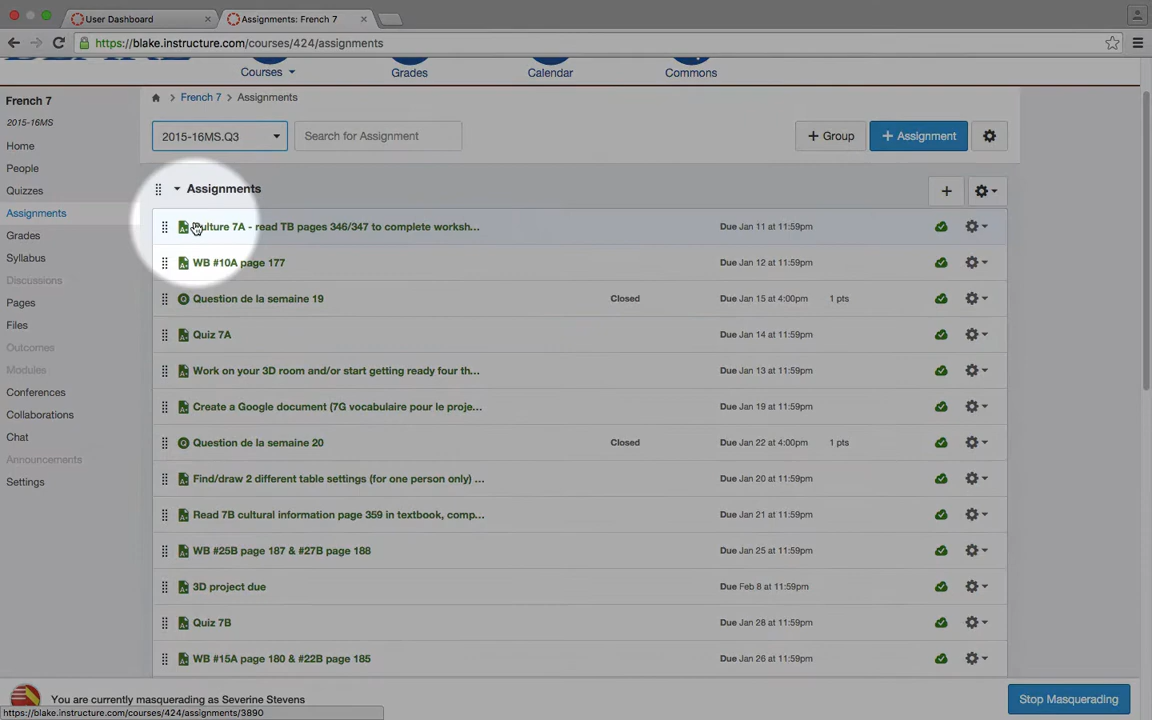 User Dashboard
Assignments: French 7
https://blake.instructure.com/courses/424/assignments
Courses
Grades
Calendar
Commons
French 7
2015-16MS
Home
People
Quizzes
Assignments
Grades
Syllabus
Discussions
Pages
Files
Outcomes
Modules
Conferences
Collaborations
Chat
Announcements
Settings
French 7 > Assignments
2015-16MS.Q3
Search for Assignment
+ Group
+ Assignment
Assignments
Culture 7A - read TB pages 346/347 to complete worksh... Due Jan 11 at 11:59pm
WB #10A page 177 Due Jan 12 at 11:59pm
Question de la semaine 19 Closed Due Jan 15 at 4:00pm 1 pts
Quiz 7A Due Jan 14 at 11:59pm
Work on your 3D room and/or start getting ready four th... Due Jan 13 at 11:59pm
Create a Google document (7G vocabulaire pour le proje... Due Jan 19 at 11:59pm
Question de la semaine 20 Closed Due Jan 22 at 4:00pm 1 pts
Find/draw 2 different table settings (for one person only) ... Due Jan 20 at 11:59pm
Read 7B cultural information page 359 in textbook, comp... Due Jan 21 at 11:59pm
WB #25B page 187 & #27B page 188 Due Jan 25 at 11:59pm
3D project due Due Feb 8 at 11:59pm
Quiz 7B Due Jan 28 at 11:59pm
WB #15A page 180 & #22B page 185 Due Jan 26 at 11:59pm
You are currently masquerading as Severine Stevens
Stop Masquerading
https://blake.instructure.com/courses/424/assignments/3890